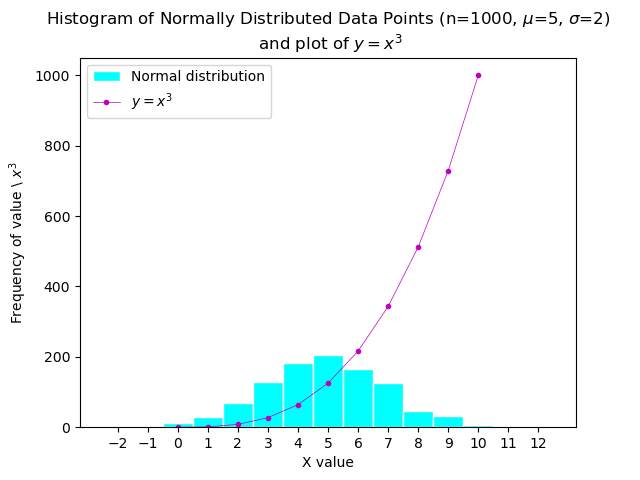 Histogram of Normally Distributed Data Points (n=1000, μ=5, σ=2)
and plot of y = x³
Normal distribution
y = x³
1000
800
600
400
200
0
Frequency of value \ x³
−2 −1 0 1 2 3 4 5 6 7 8 9 10 11 12
X value